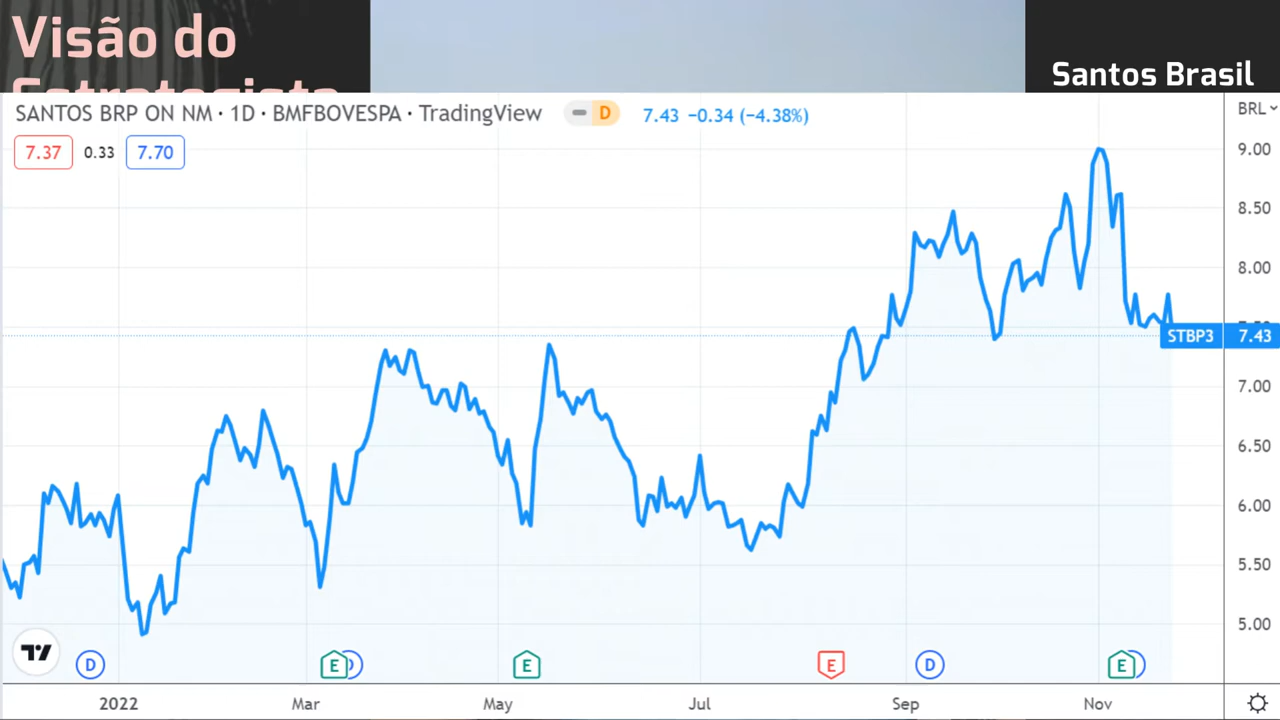 Visão do
Estrategista
Santos Brasil
SANTOS BRP ON NM · 1D · BMFBOVESPA · TradingView
D
7.43 −0.34 (−4.38%)
BRL
7.37 0.33 7.70
9.00
8.50
8.00
STBP3 7.43
7.00
6.50
6.00
5.50
5.00
D E E E D E
2022 Mar May Jul Sep Nov